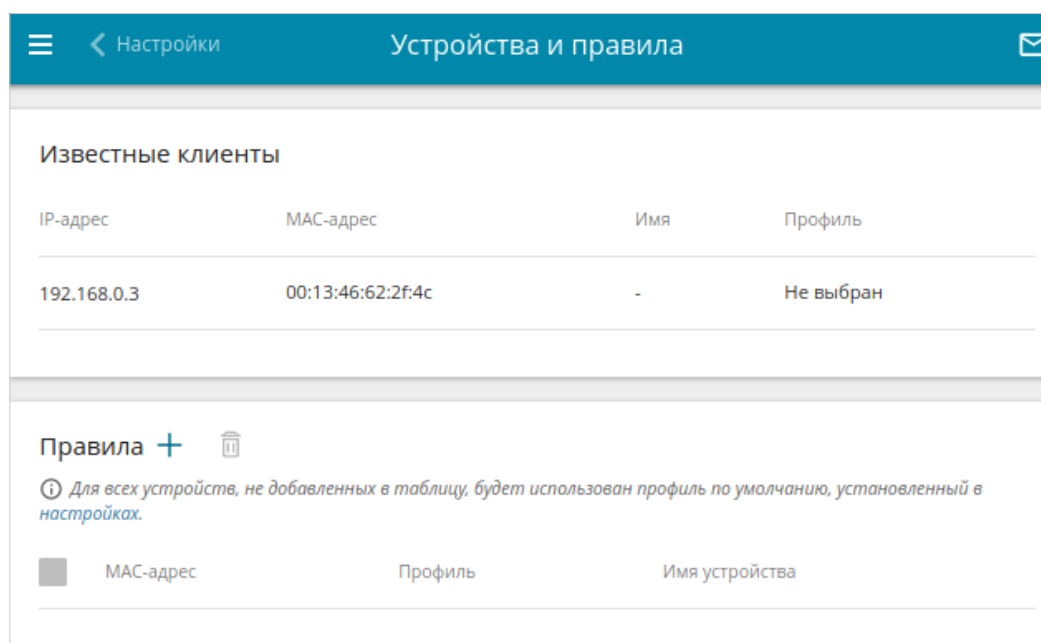 Настройки
Устройства и правила
Известные клиенты
IP-адрес MAC-адрес Имя Профиль
192.168.0.3 00:13:46:62:2f:4c - Не выбран
Правила
Для всех устройств, не добавленных в таблицу, будет использован профиль по умолчанию, установленный в
настройках.
MAC-адрес Профиль Имя устройства